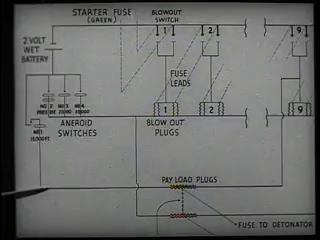 STARTER FUSE
(GREEN)
BLOWOUT
SWITCH
1
2
9
2 VOLT
WET
BATTERY
FUSE
LEADS
ANEROID
SWITCHES
1
2
9
BLOW OUT
PLUGS
PAY LOAD PLUGS
FUSE TO DETONATOR